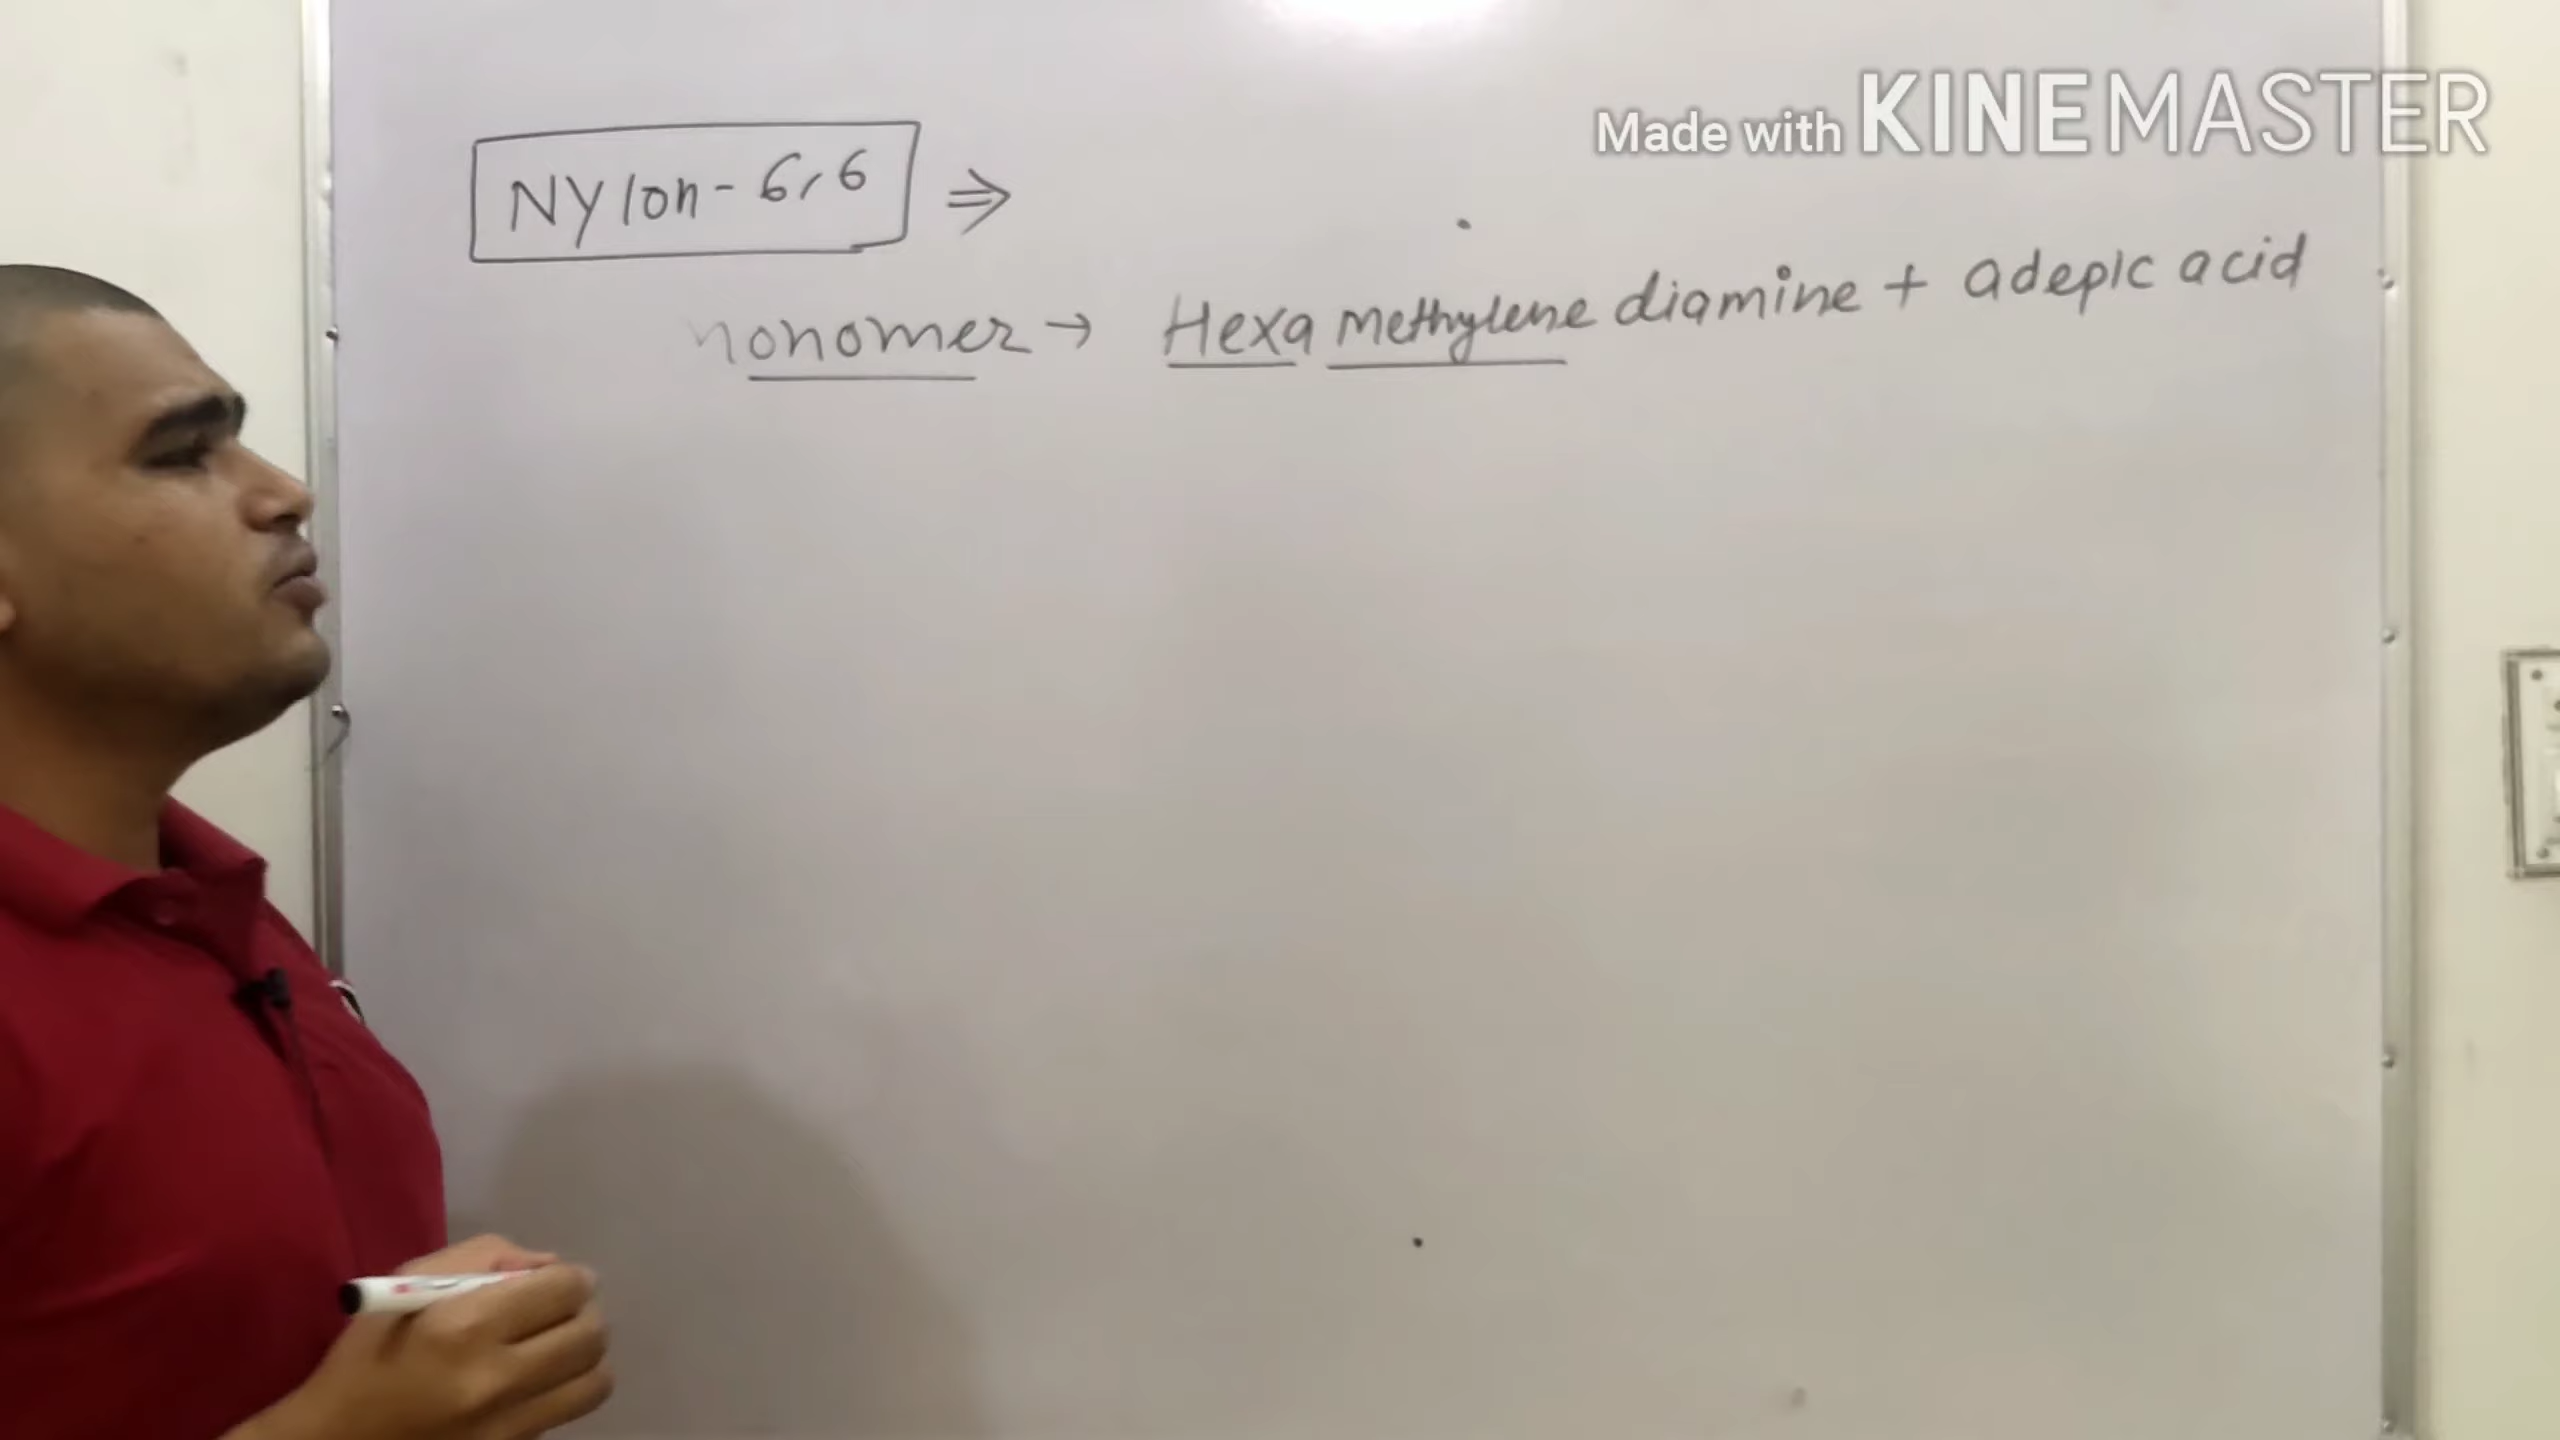 Made with KINEMASTER
NYlon - 6,6 ⇒
monomer → Hexa methylene diamine + adepic acid